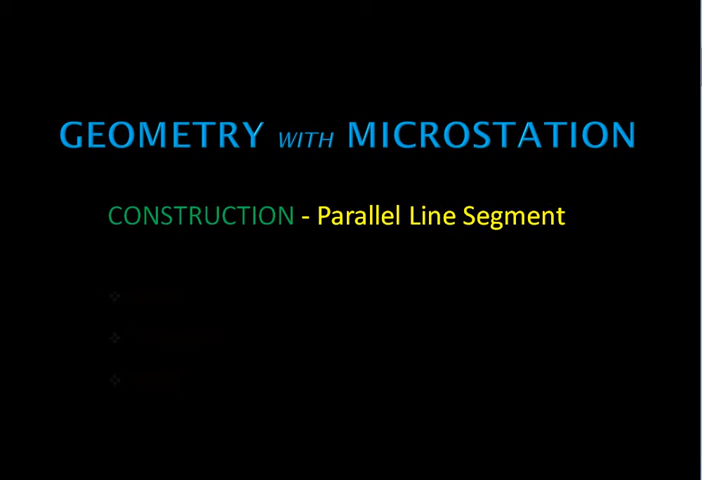 GEOMETRY WITH MICROSTATION
CONSTRUCTION - Parallel Line Segment